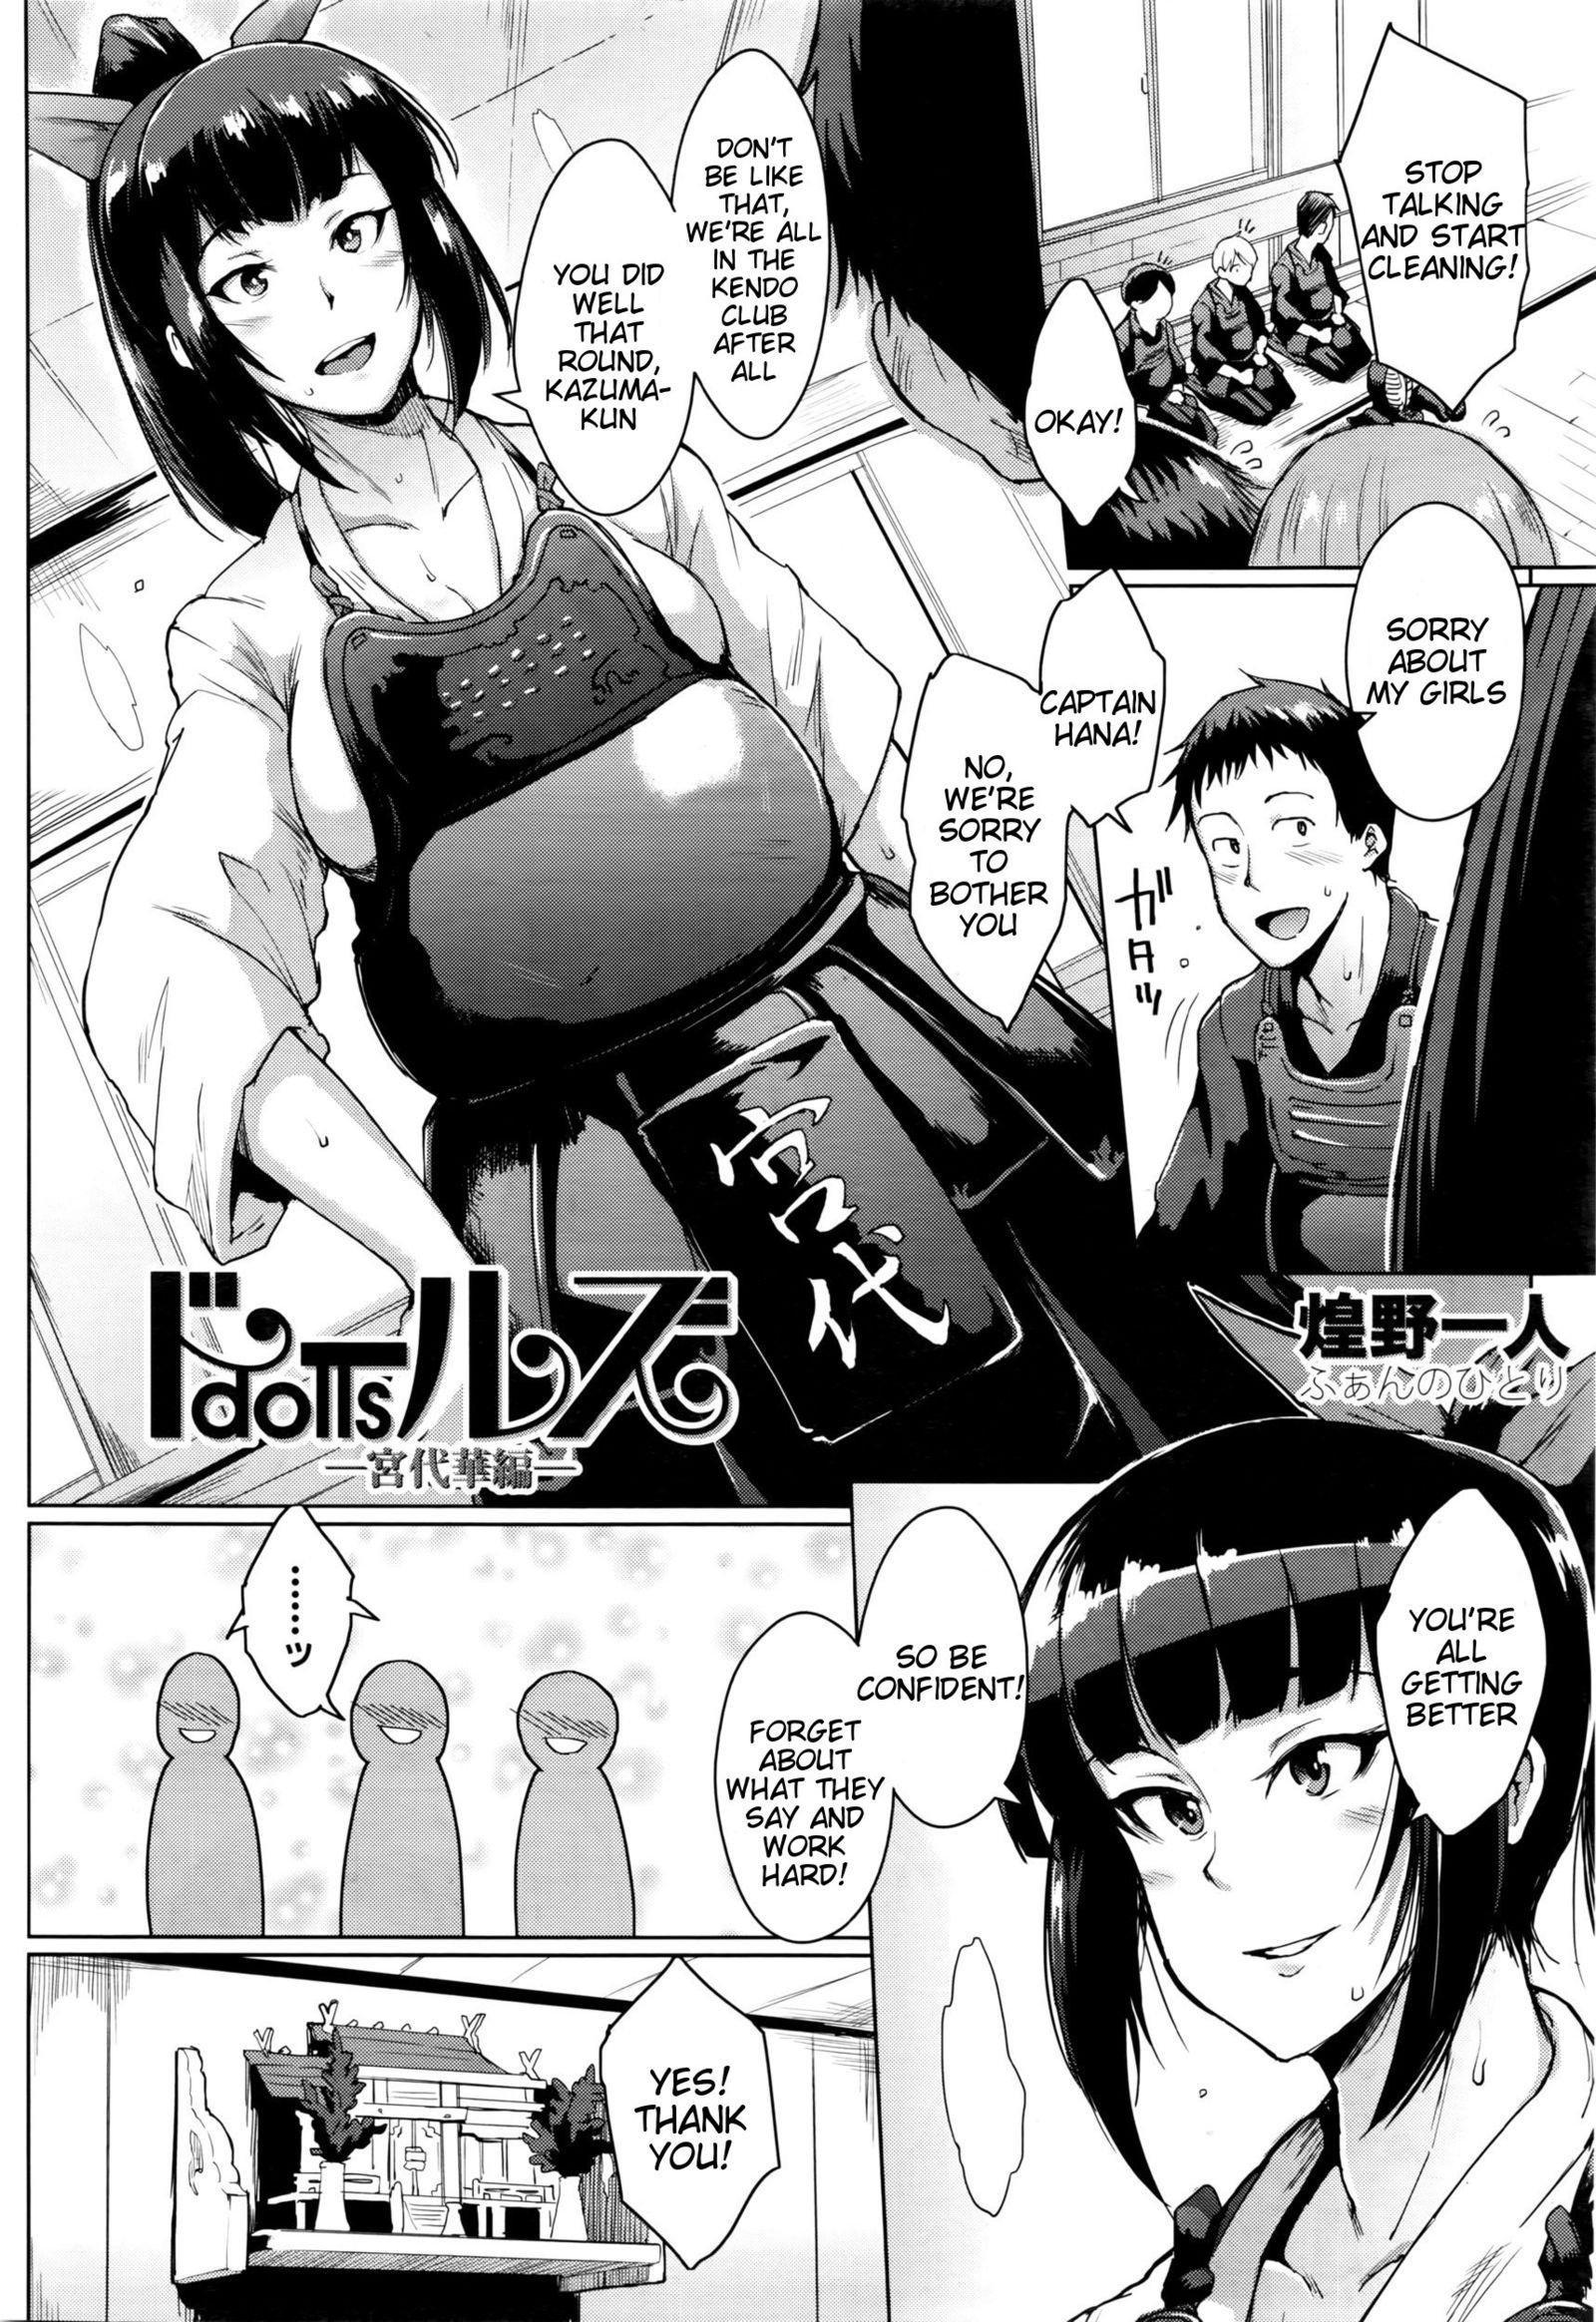 STOP
TALKING
AND START
CLEANING!
OKAY!
DON'T
BE LIKE
THAT,
WE'RE ALL
IN THE
KENDO
CLUB
AFTER
ALL
YOU DID
WELL
THAT
ROUND,
KAZUMA-
KUN
SORRY
ABOUT
MY GIRLS
CAPTAIN
HANA!
NO,
WE'RE
SORRY
TO
BOTHER
YOU
ガタッ
宮代
ドールズ
dolls
―宮代華編―
煌野一人
ふぁんのひとり
YOU'RE
ALL
GETTING
BETTER
SO BE
CONFIDENT!
FORGET
ABOUT
WHAT THEY
SAY AND
WORK
HARD!
……ッ
YES!
THANK
YOU!